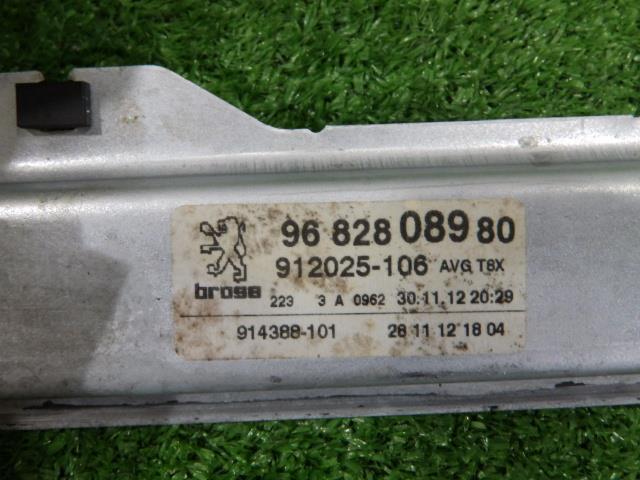 96 828 089 80
912025-106 AVG T8X
brose 223 3 A 0962 30.11.12 20:29
914388-101 28 11 12 18 04